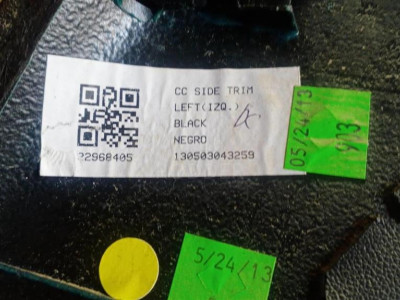 CC SIDE TRIM
LEFT(IZQ.)
BLACK
NEGRO
22968405
130503043259
05/24/13
5/24/13